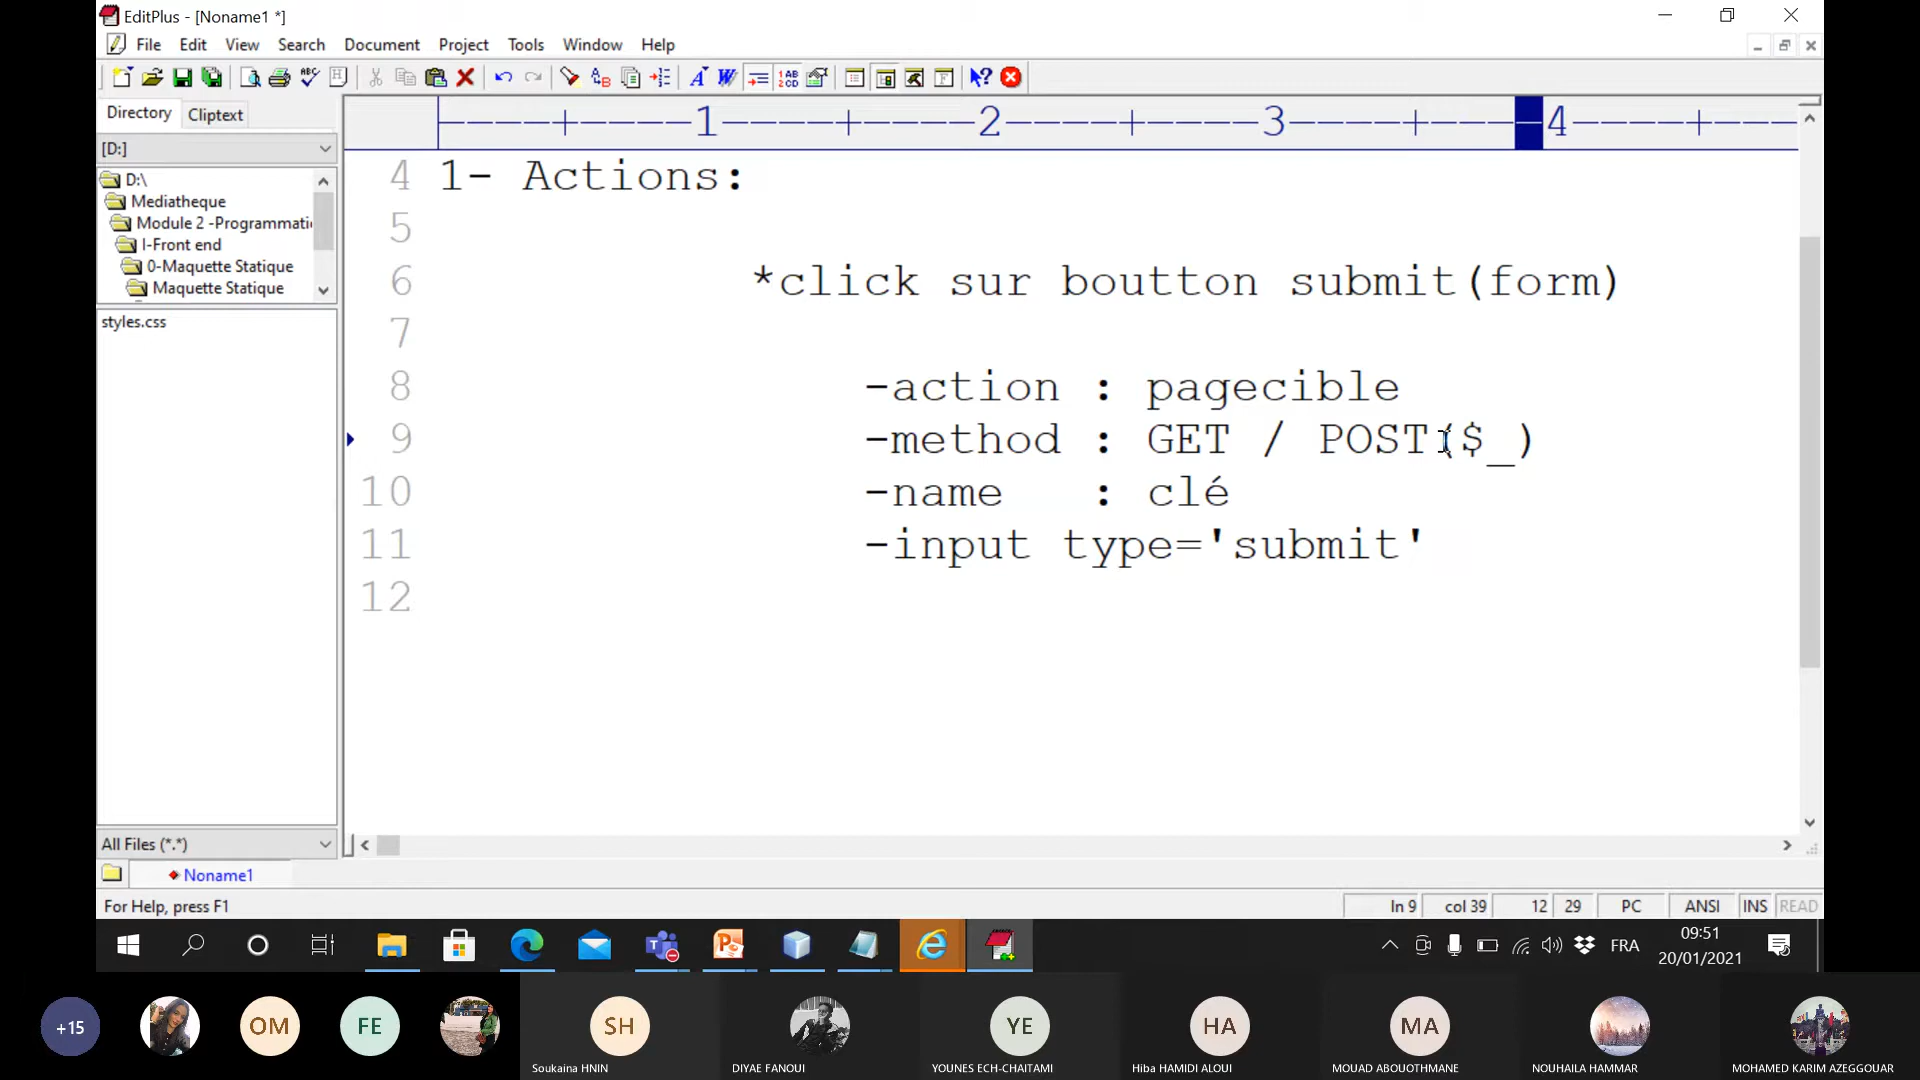 EditPlus - [Noname1 *]
File Edit View Search Document Project Tools Window Help
Directory Cliptext
[D:]
D:\
Mediatheque
Module 2 -Programmati
I-Front end
0-Maquette Statique
Maquette Statique
styles.css
All Files (*.*)
----+----1----+----2----+----3----+----4----+---
4 1- Actions:
5
6 *click sur boutton submit(form)
7
8 -action : pagecible
9 -method : GET / POST($_)
10 -name : clé
11 -input type='submit'
12
Noname1
For Help, press F1
ln 9 col 39 12 29 PC ANSI INS READ
FRA
09:51
20/01/2021
+15 OM FE SH YE HA MA
Soukaina HNIN DIYAE FANOUI YOUNES ECH-CHAITAMI Hiba HAMIDI ALOUI MOUAD ABOUOTHMANE NOUHAILA HAMMAR MOHAMED KARIM AZEGGOUAR